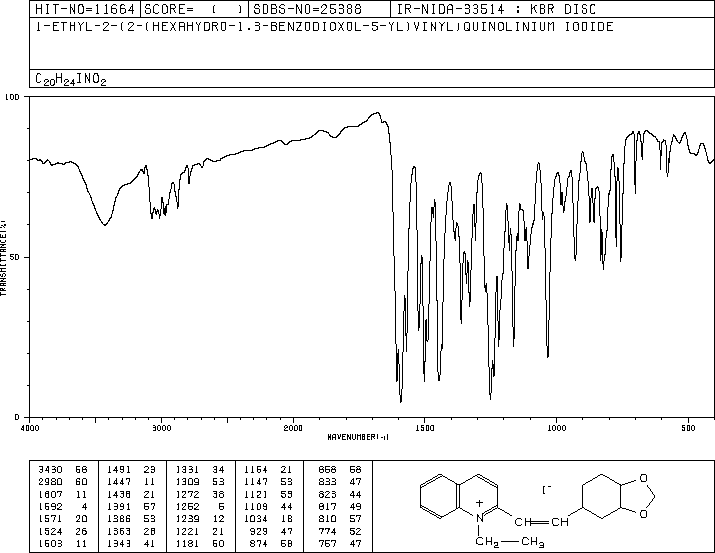 HIT-NO=11664 SCORE= ( ) SDBS-NO=25388 IR-NIDA-33514 : KBR DISC
1-ETHYL-2-(2-(HEXAHYDRO-1,3-BENZODIOXOL-5-YL)VINYL)QUINOLINIUM IODIDE
C20H24INO2
100
50
0
TRANSMITTANCE(%)
4000 3000 2000 1500 1000 500
WAVENUMBER(-1)
3430 58 1491 23 1331 34 1164 21 858 58
2980 60 1447 11 1309 53 1147 53 833 47
1607 11 1438 21 1272 38 1121 53 823 44
1592 4 1391 57 1252 5 1109 44 817 49
1571 20 1366 53 1239 12 1034 18 810 57
1524 26 1363 28 1221 21 929 47 774 52
1503 11 1343 41 1181 50 874 58 757 47
I-
O
O
+
N
CH
CH
CH2
CH3